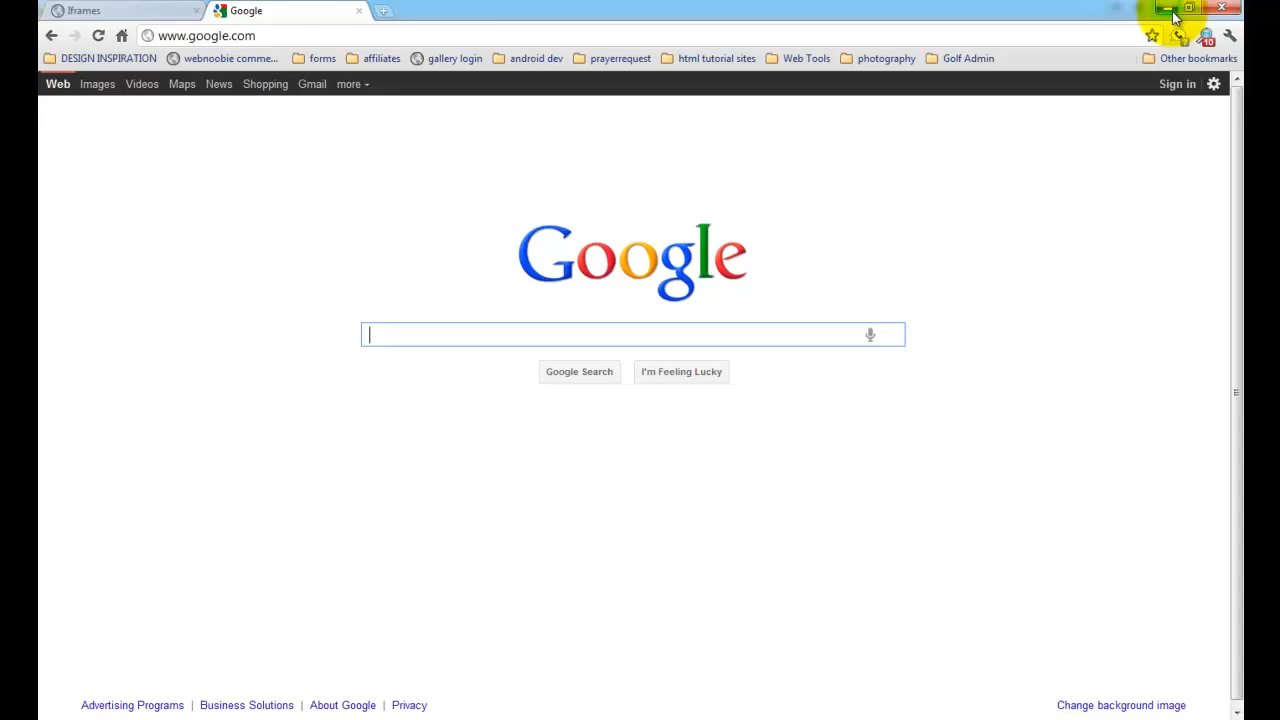 Iframes
Google
www.google.com
DESIGN INSPIRATION webnoobie comme... forms affiliates gallery login android dev prayerrequest html tutorial sites Web Tools photography Golf Admin Other bookmarks
10
Web Images Videos Maps News Shopping Gmail more Sign in
Google
Google Search I'm Feeling Lucky
Advertising Programs | Business Solutions | About Google | Privacy Change background image